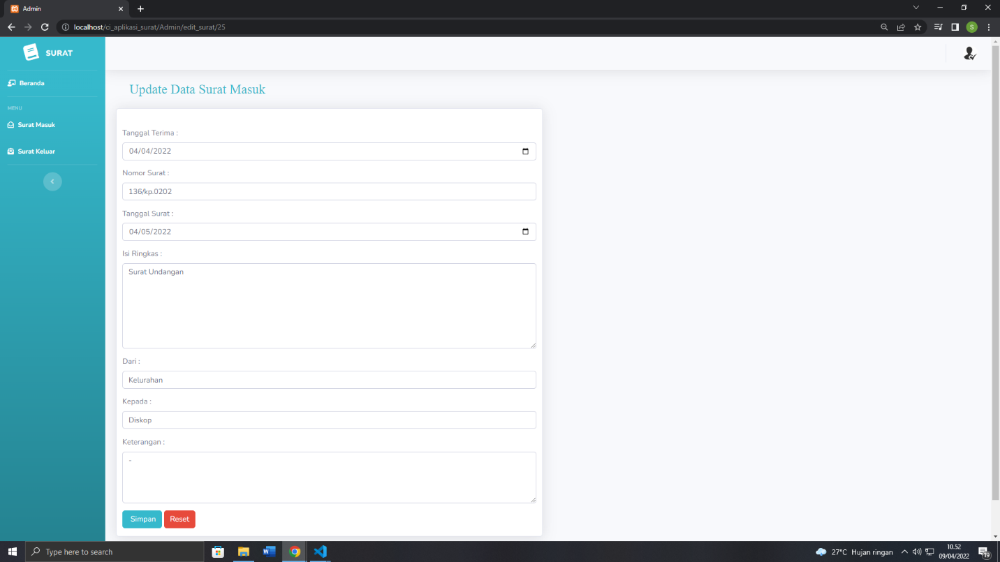 Admin
localhost/ci_aplikasi_surat/Admin/edit_surat/25
S
SURAT
Beranda
MENU
Surat Masuk
Surat Keluar
Update Data Surat Masuk
Tanggal Terima :
04/04/2022
Nomor Surat :
136/kp.0202
Tanggal Surat :
04/05/2022
Isi Ringkas :
Surat Undangan
Dari :
Kelurahan
Kepada :
Diskop
Keterangan :
-
Simpan Reset
Type here to search
27°C Hujan ringan
10.52
09/04/2022
19